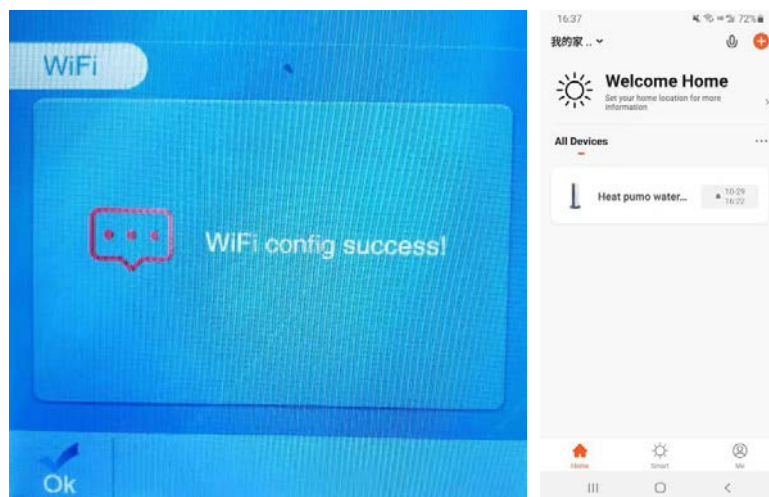 WiFi
WiFi config success!
Ok
16:37
72%
我的家 .. 
Welcome Home
Set your home location for more
information
All Devices
Heat pumo water...
10-29
16:22
Home
Smart
Me